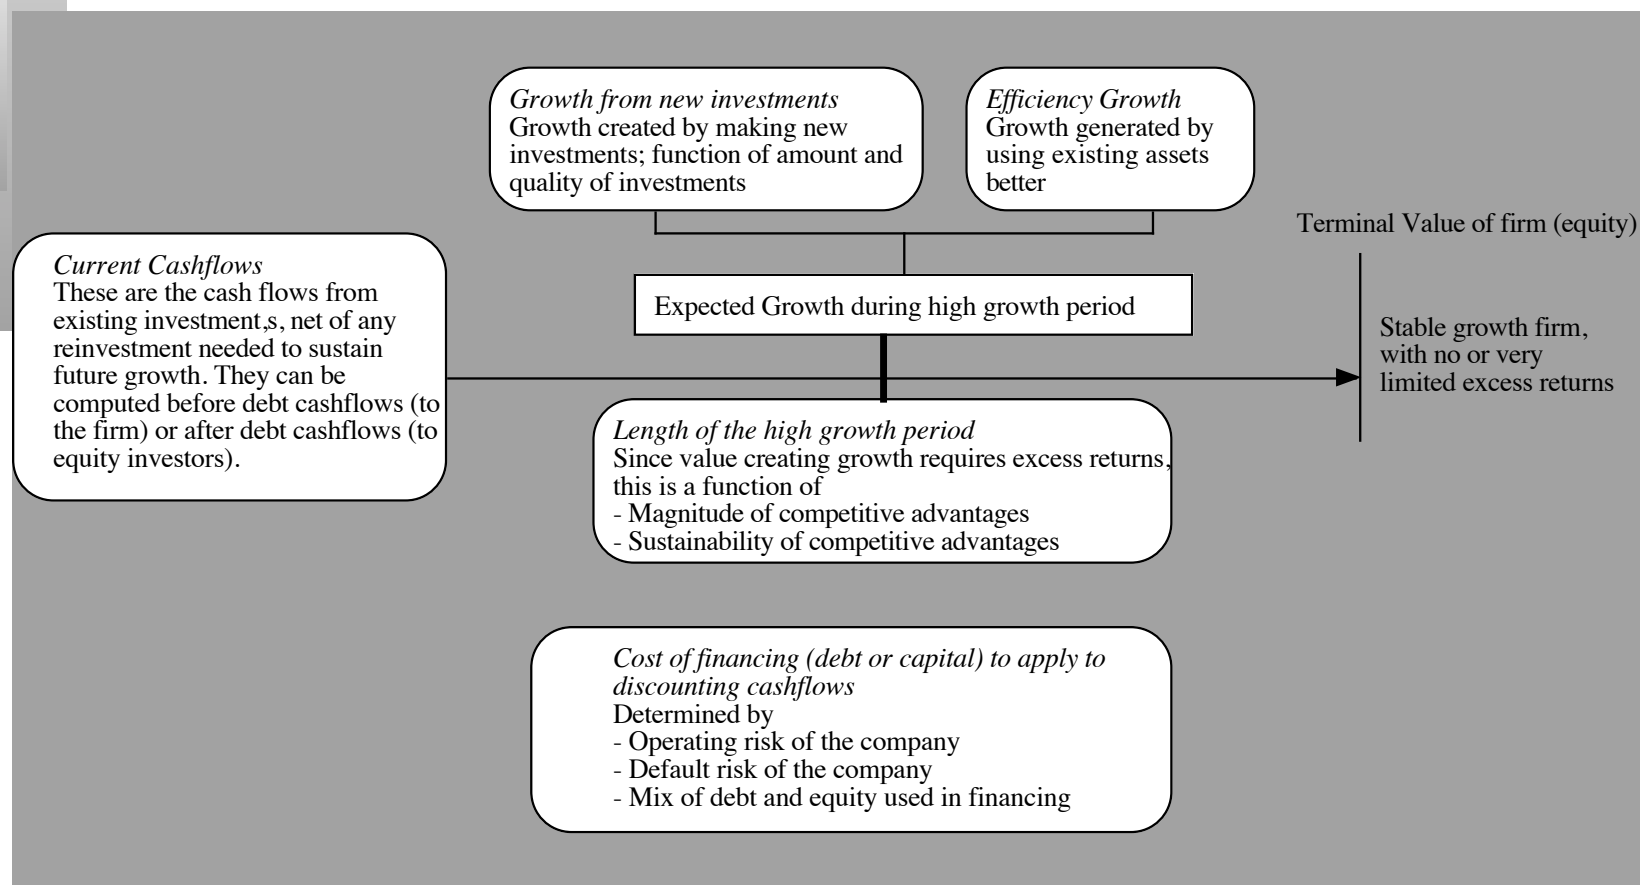 Growth from new investments
Growth created by making new
investments; function of amount and
quality of investments
Efficiency Growth
Growth generated by
using existing assets
better
Terminal Value of firm (equity)
Current Cashflows
These are the cash flows from
existing investment,s, net of any
reinvestment needed to sustain
future growth. They can be
computed before debt cashflows (to
the firm) or after debt cashflows (to
equity investors).
Expected Growth during high growth period
Stable growth firm,
with no or very
limited excess returns
Length of the high growth period
Since value creating growth requires excess returns,
this is a function of
- Magnitude of competitive advantages
- Sustainability of competitive advantages
Cost of financing (debt or capital) to apply to
discounting cashflows
Determined by
- Operating risk of the company
- Default risk of the company
- Mix of debt and equity used in financing